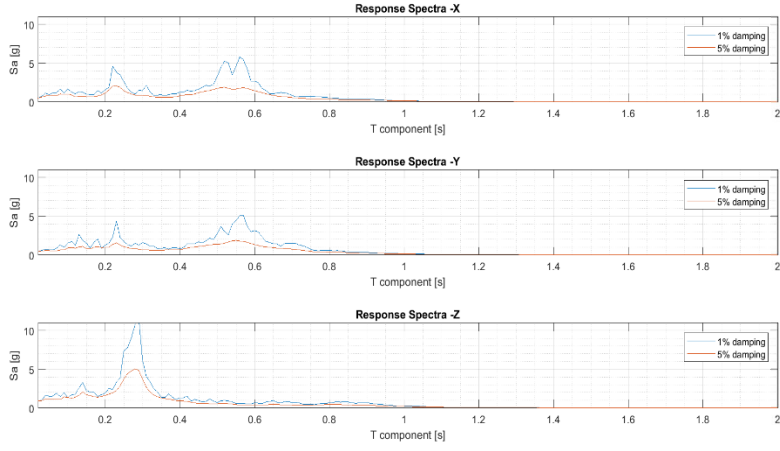 Response Spectra -X
10
5
0
Sa [g]
1% damping
5% damping
0.2 0.4 0.6 0.8 1 1.2 1.4 1.6 1.8 2
T component [s]
Response Spectra -Y
10
5
0
Sa [g]
1% damping
5% damping
0.2 0.4 0.6 0.8 1 1.2 1.4 1.6 1.8 2
T component [s]
Response Spectra -Z
10
5
0
Sa [g]
1% damping
5% damping
0.2 0.4 0.6 0.8 1 1.2 1.4 1.6 1.8 2
T component [s]